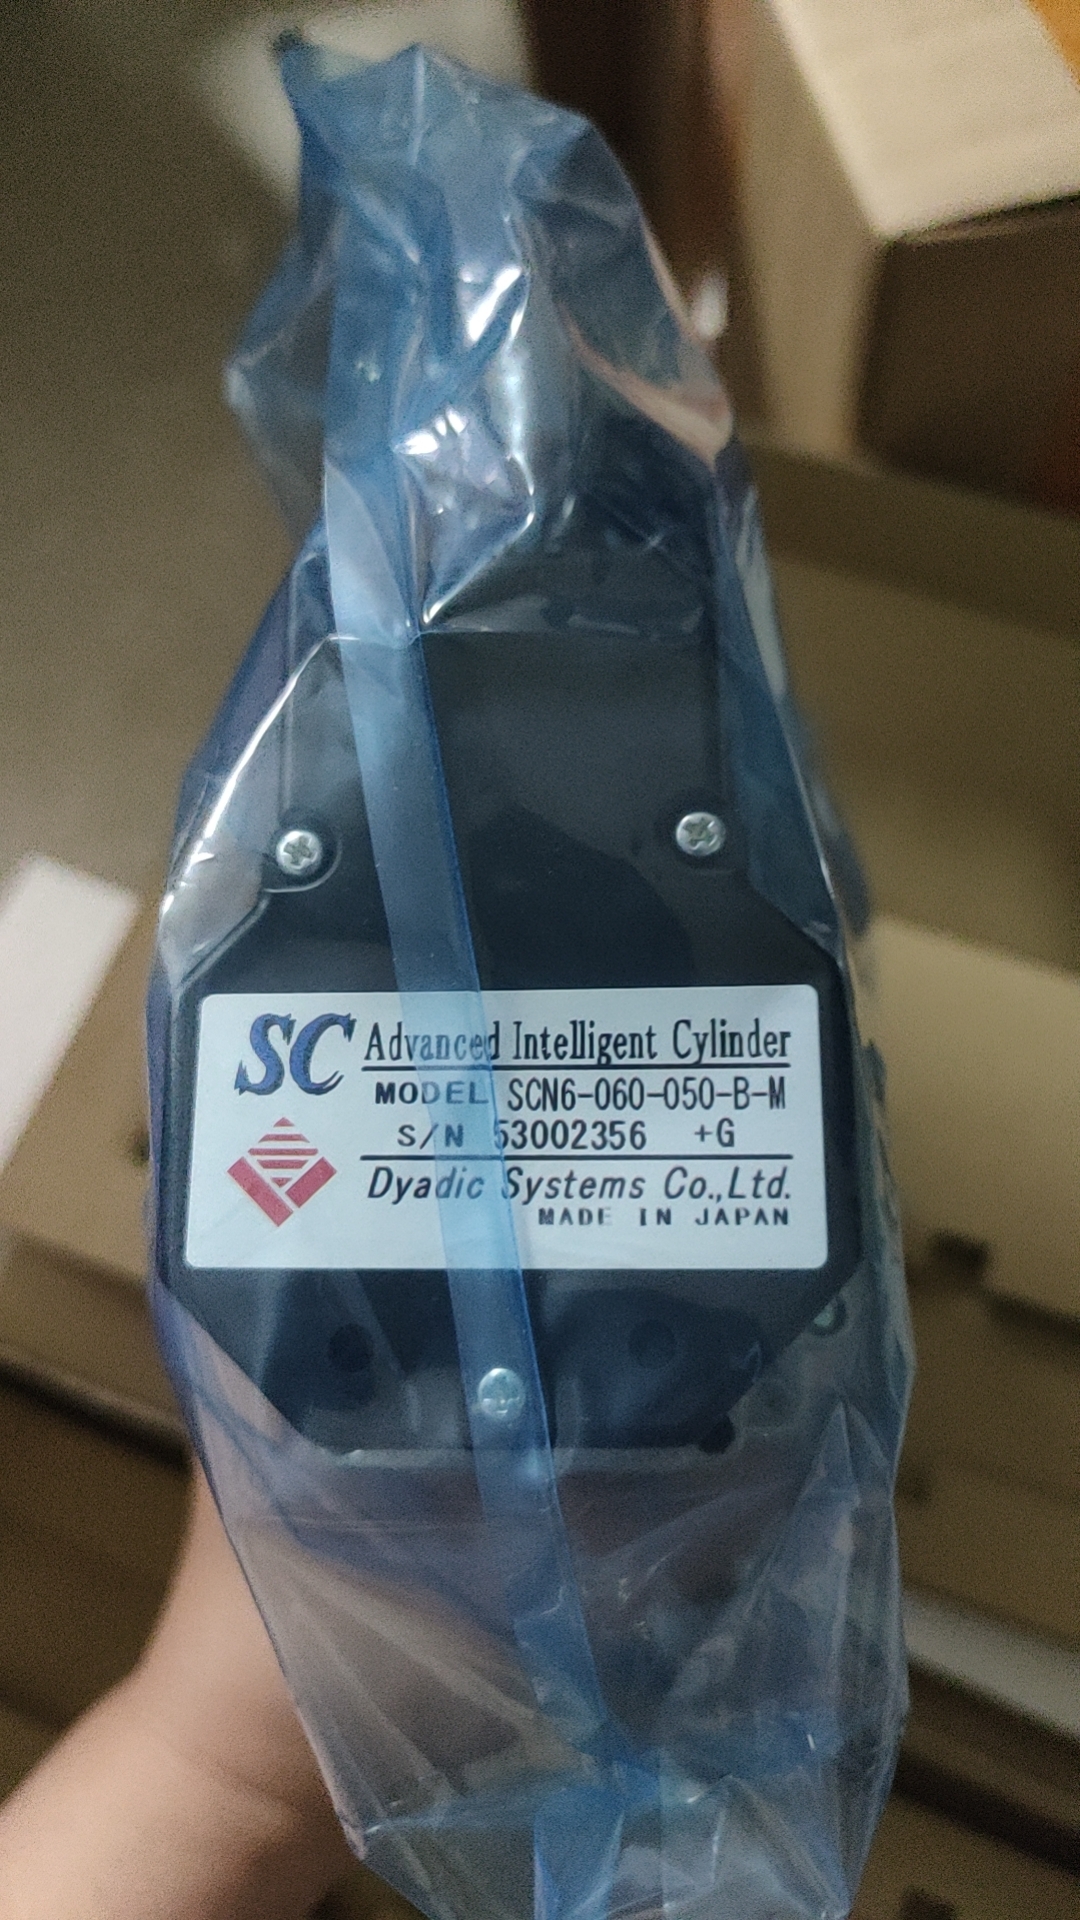 SC Advanced Intelligent Cylinder
MODEL SCN6-060-050-B-M
S/N 53002356 +G
Dyadic Systems Co.,Ltd.
MADE IN JAPAN